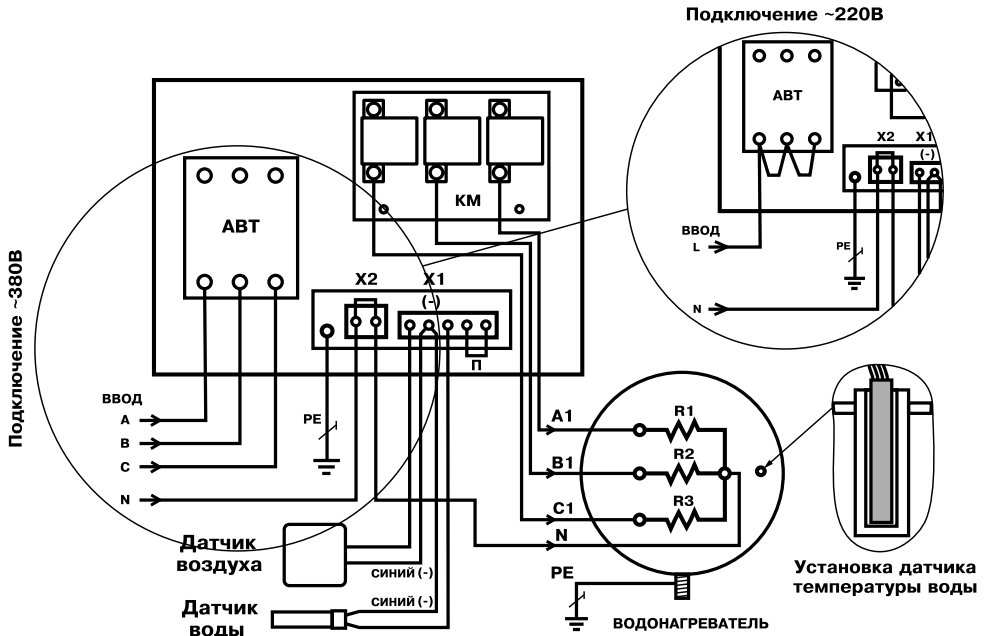 Подключение ~220В
АВТ
X2 X1
(-)
ВВОД
L
PE
N
Подключение ~380В
АВТ
КМ
X2 X1
(-)
П
ВВОД
A
B
C
N
PE
A1
B1
C1
N
PE
R1
R2
R3
Датчик
воздуха
синий (-)
синий (-)
Датчик
воды
ВОДОНАГРЕВАТЕЛЬ
Установка датчика
температуры воды